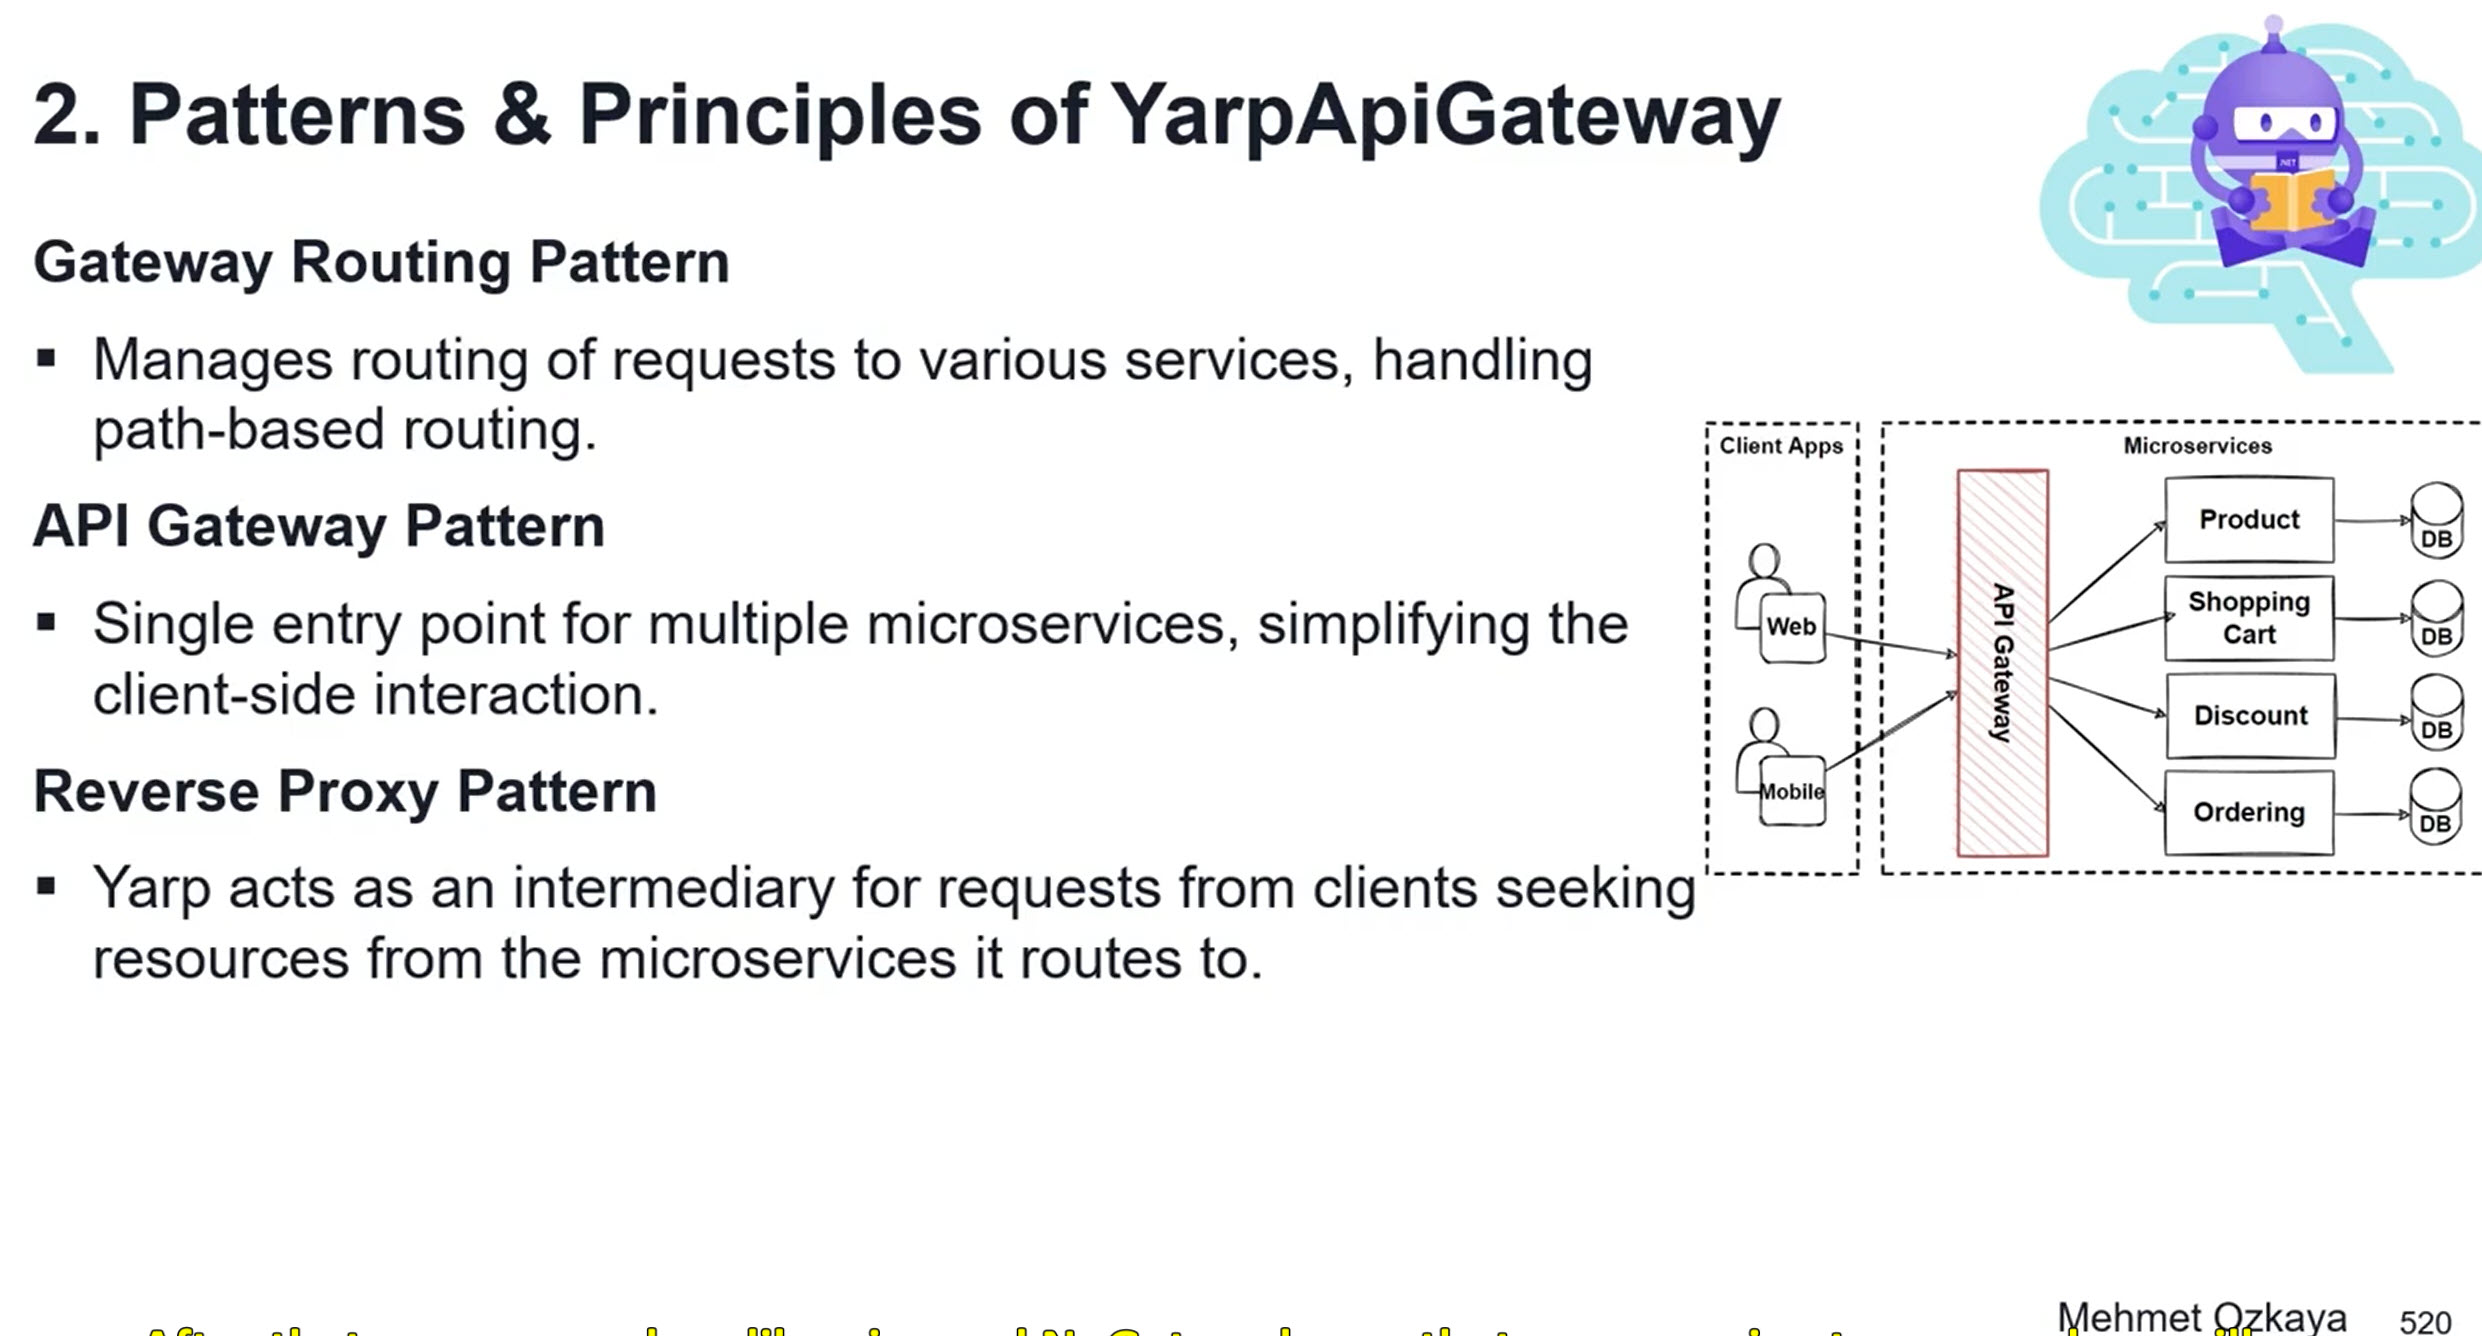 2. Patterns & Principles of YarpApiGateway
Gateway Routing Pattern
▪ Manages routing of requests to various services, handling
path-based routing.
API Gateway Pattern
▪ Single entry point for multiple microservices, simplifying the
client-side interaction.
Reverse Proxy Pattern
▪ Yarp acts as an intermediary for requests from clients seeking
resources from the microservices it routes to.
.NET
Client Apps
Web
Mobile
Microservices
API Gateway
Product
DB
Shopping
Cart
DB
Discount
DB
Ordering
DB
Mehmet Ozkaya 520